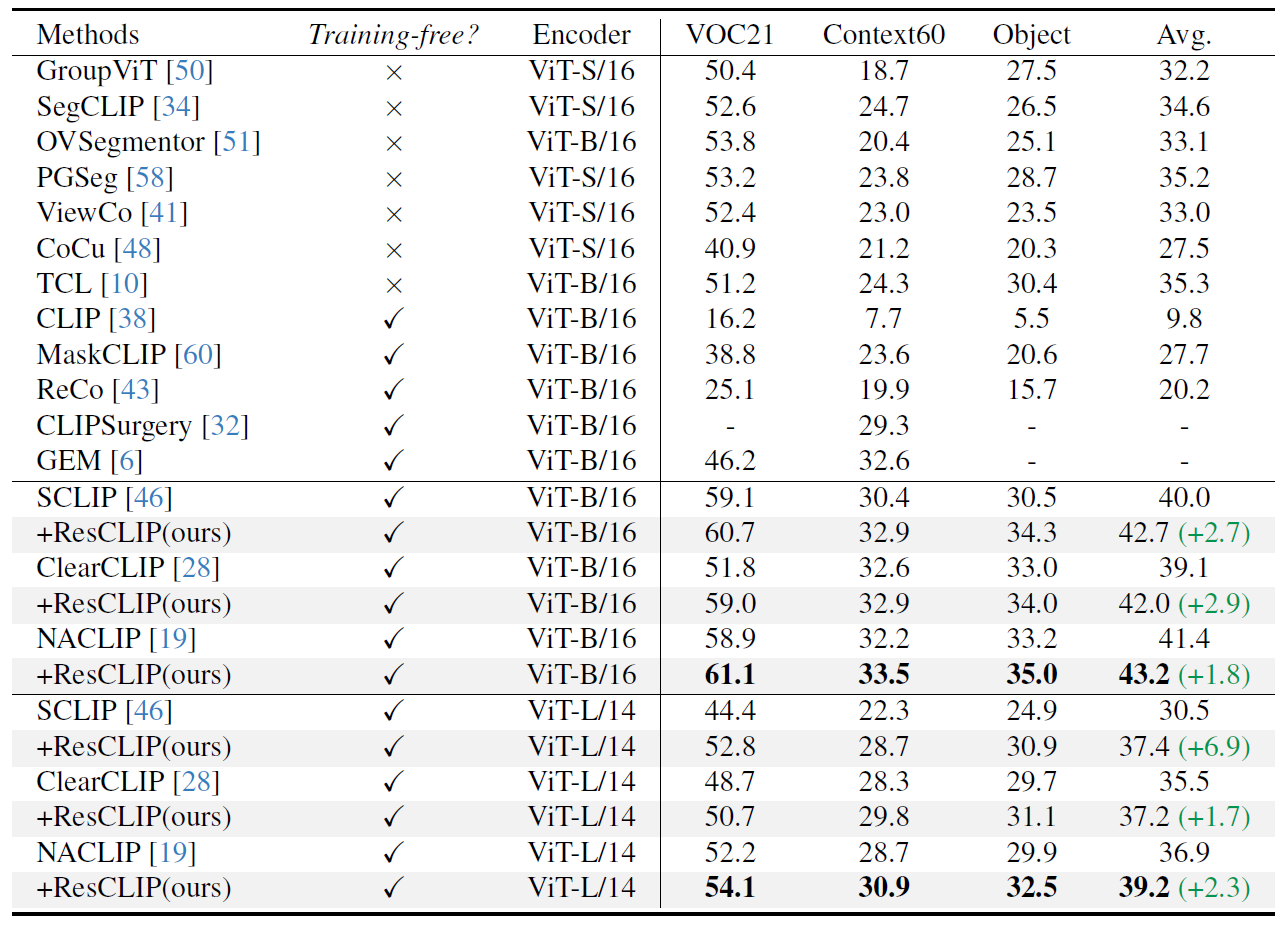 Methods Training-free? Encoder VOC21 Context60 Object Avg.
GroupViT [50] × ViT-S/16 50.4 18.7 27.5 32.2
SegCLIP [34] × ViT-S/16 52.6 24.7 26.5 34.6
OVSegmentor [51] × ViT-B/16 53.8 20.4 25.1 33.1
PGSeg [58] × ViT-S/16 53.2 23.8 28.7 35.2
ViewCo [41] × ViT-S/16 52.4 23.0 23.5 33.0
CoCu [48] × ViT-S/16 40.9 21.2 20.3 27.5
TCL [10] × ViT-B/16 51.2 24.3 30.4 35.3
CLIP [38] ✓ ViT-B/16 16.2 7.7 5.5 9.8
MaskCLIP [60] ✓ ViT-B/16 38.8 23.6 20.6 27.7
ReCo [43] ✓ ViT-B/16 25.1 19.9 15.7 20.2
CLIPSurgery [32] ✓ ViT-B/16 - 29.3 - -
GEM [6] ✓ ViT-B/16 46.2 32.6 - -
SCLIP [46] ✓ ViT-B/16 59.1 30.4 30.5 40.0
+ResCLIP(ours) ✓ ViT-B/16 60.7 32.9 34.3 42.7 (+2.7)
ClearCLIP [28] ✓ ViT-B/16 51.8 32.6 33.0 39.1
+ResCLIP(ours) ✓ ViT-B/16 59.0 32.9 34.0 42.0 (+2.9)
NACLIP [19] ✓ ViT-B/16 58.9 32.2 33.2 41.4
+ResCLIP(ours) ✓ ViT-B/16 61.1 33.5 35.0 43.2 (+1.8)
SCLIP [46] ✓ ViT-L/14 44.4 22.3 24.9 30.5
+ResCLIP(ours) ✓ ViT-L/14 52.8 28.7 30.9 37.4 (+6.9)
ClearCLIP [28] ✓ ViT-L/14 48.7 28.3 29.7 35.5
+ResCLIP(ours) ✓ ViT-L/14 50.7 29.8 31.1 37.2 (+1.7)
NACLIP [19] ✓ ViT-L/14 52.2 28.7 29.9 36.9
+ResCLIP(ours) ✓ ViT-L/14 54.1 30.9 32.5 39.2 (+2.3)